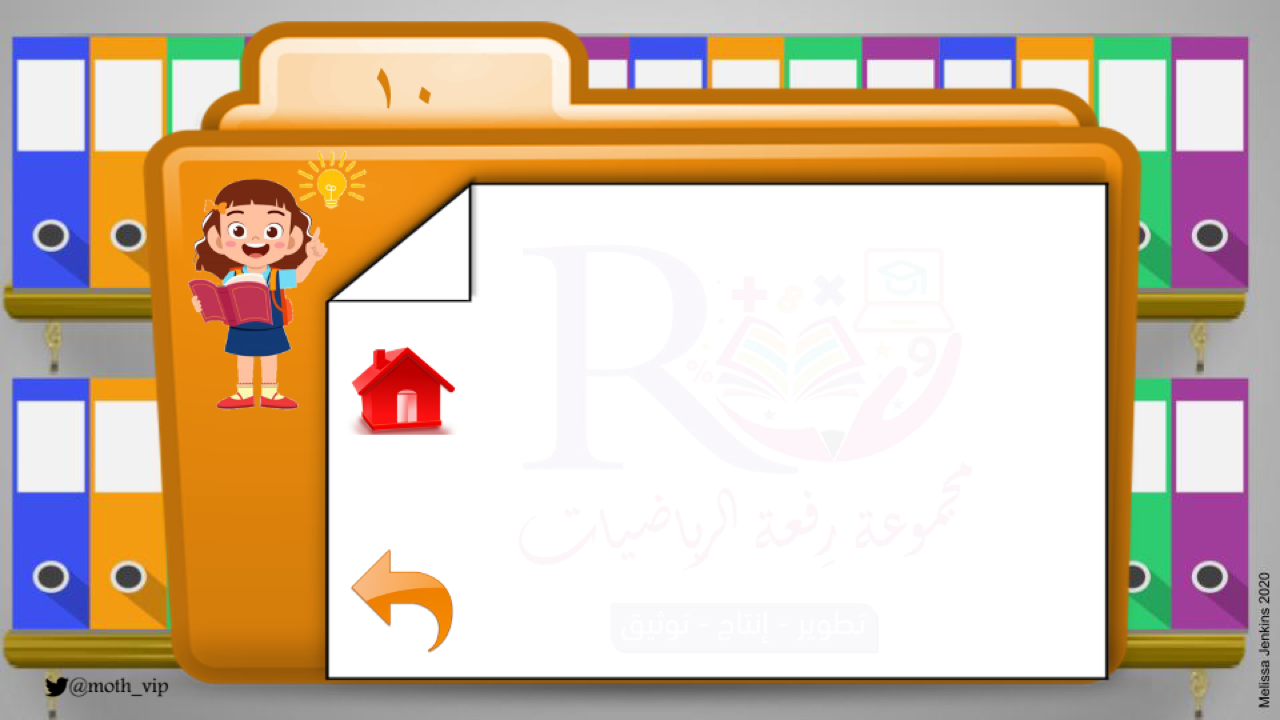 ١٠
مجموعة رفعة الرياضيات
تطوير - إنتاج - توثيق
@moth_vip
Melissa Jenkins 2020